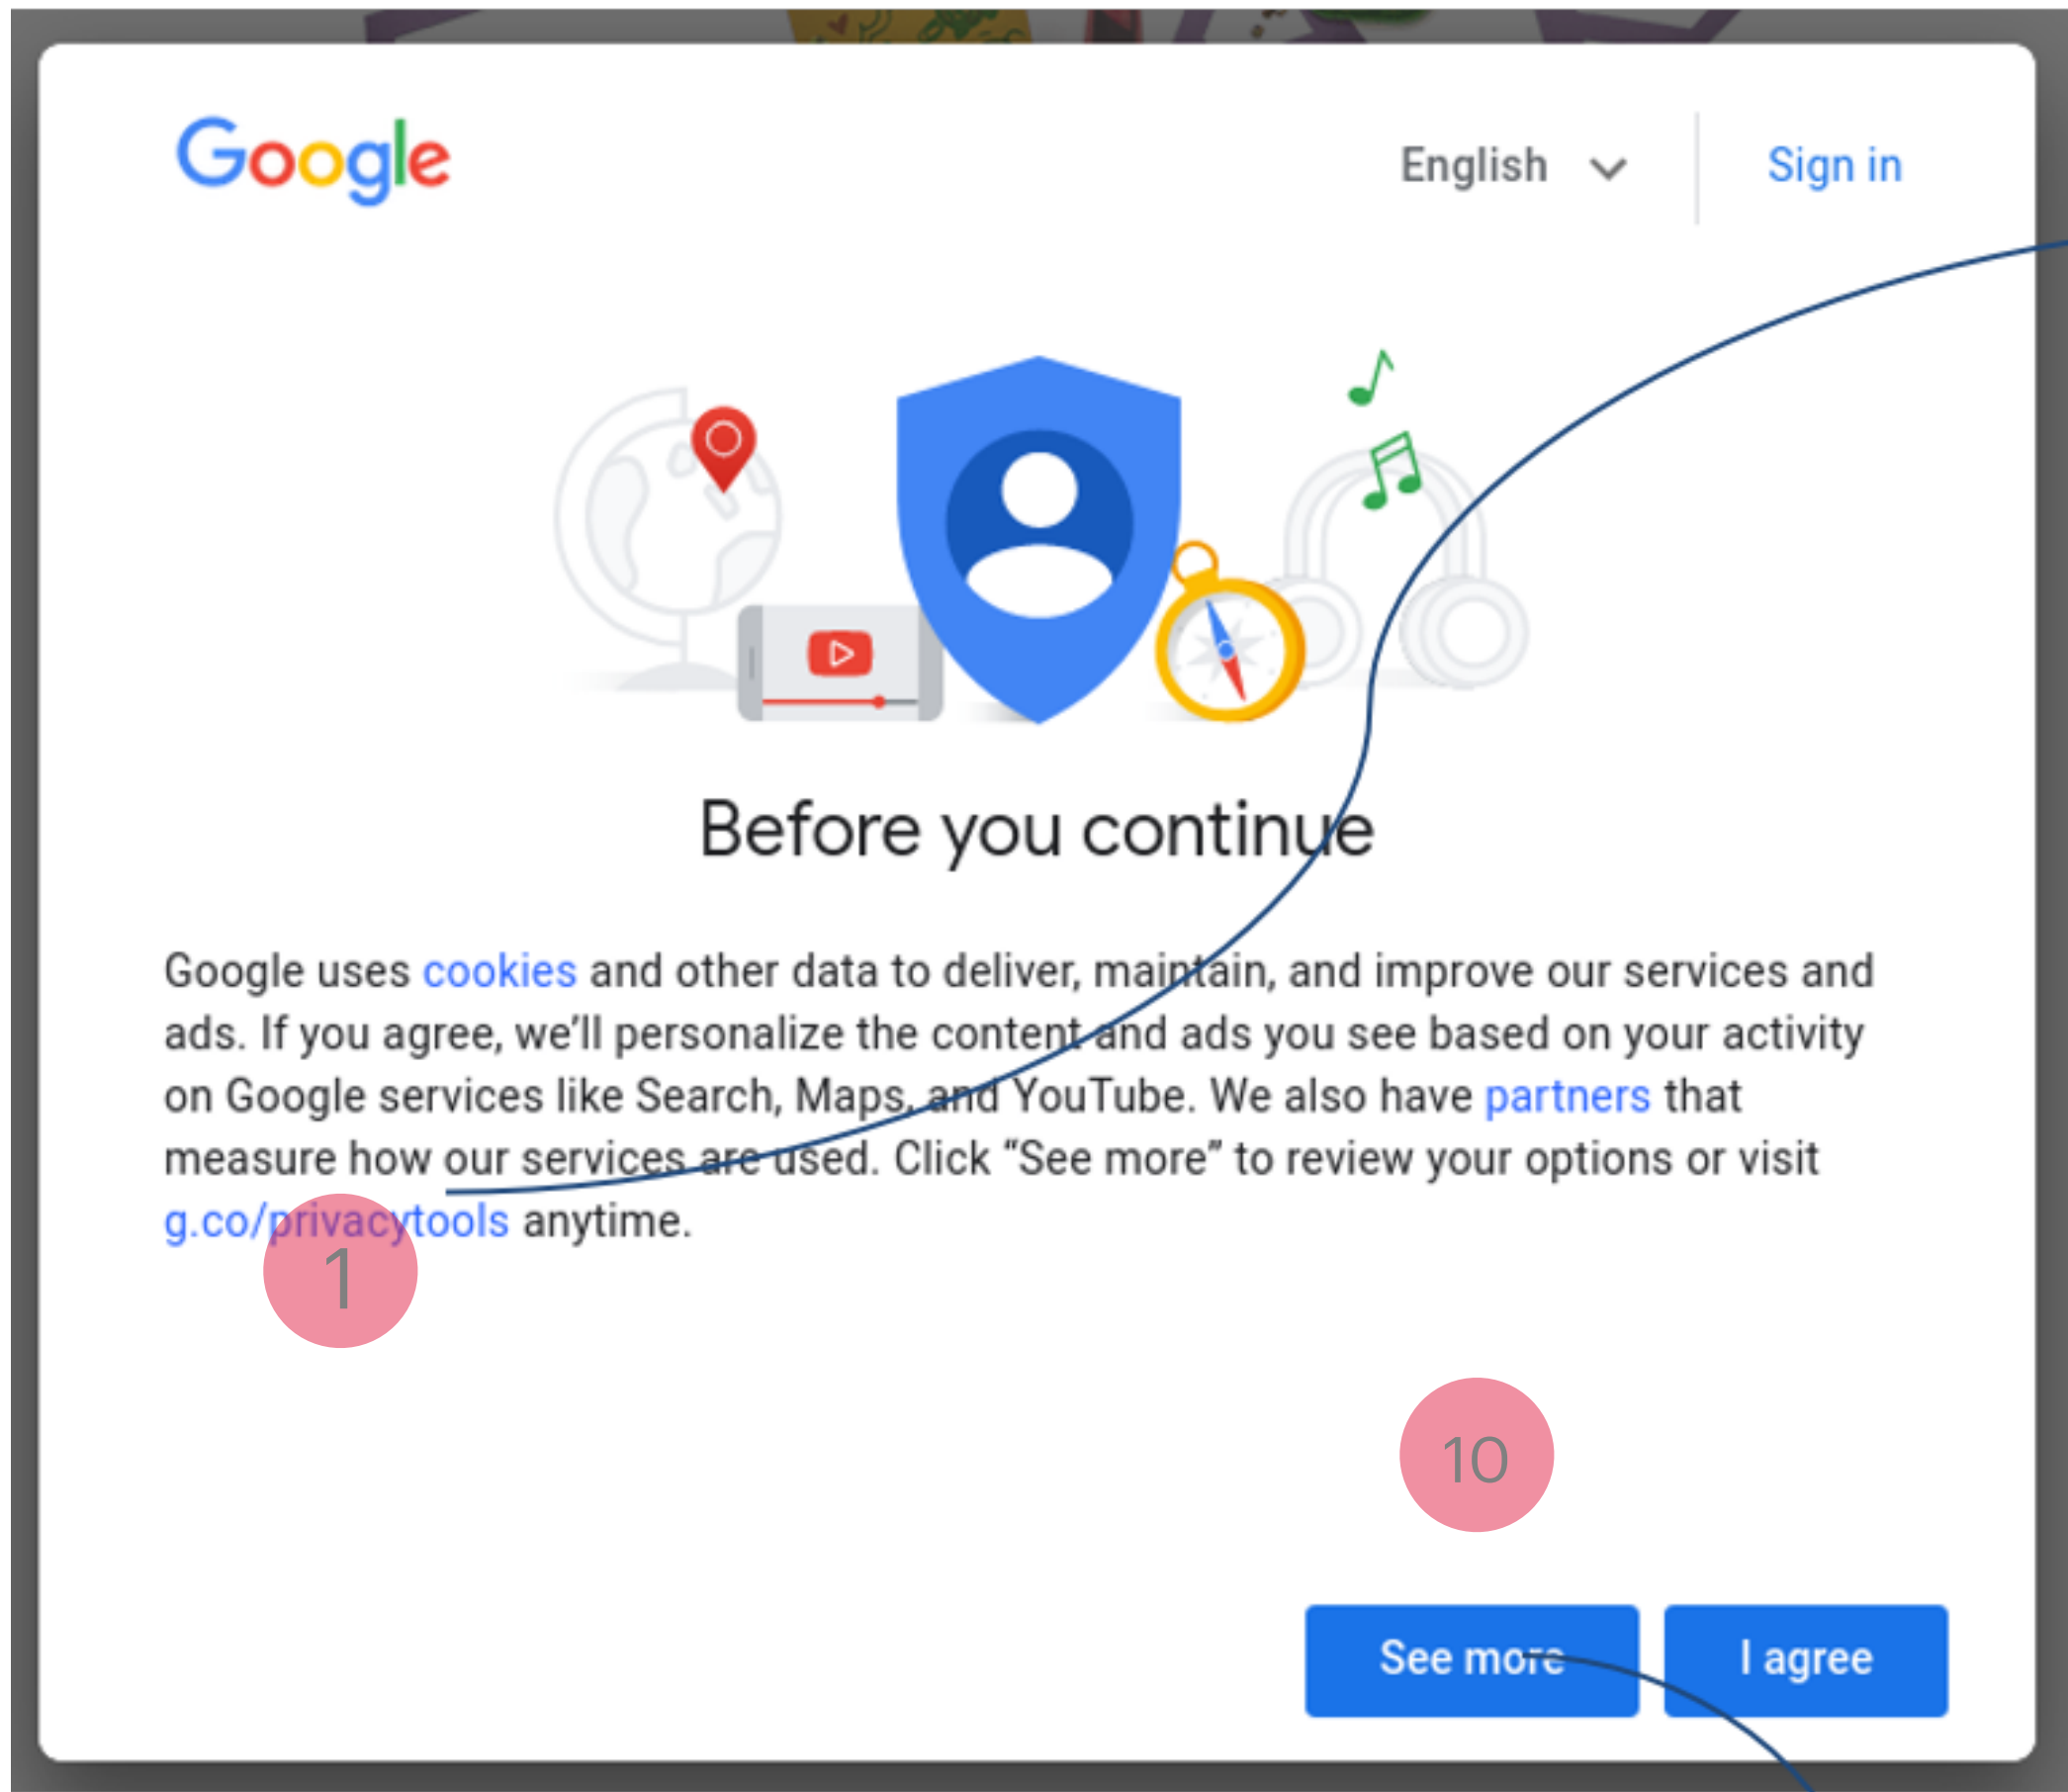 Google
English
Sign in
Before you continue
Google uses cookies and other data to deliver, maintain, and improve our services and
ads. If you agree, we’ll personalize the content and ads you see based on your activity
on Google services like Search, Maps, and YouTube. We also have partners that
measure how our services are used. Click “See more” to review your options or visit
g.co/privacytools anytime.
1
10
See more
I agree